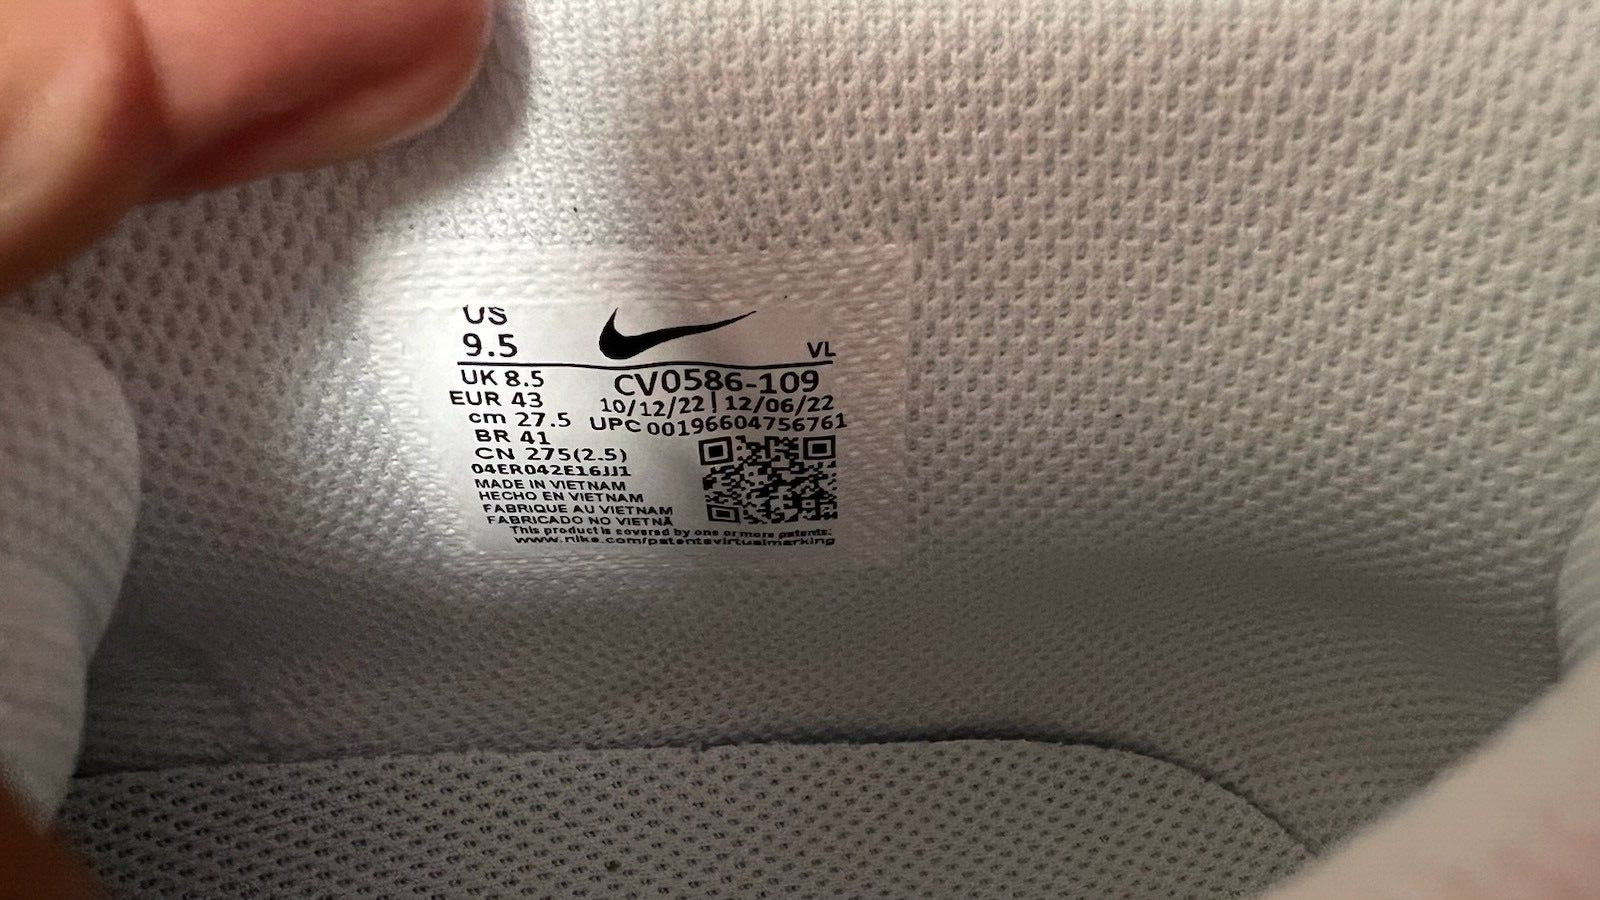 US
9.5
VL
UK 8.5
EUR 43
cm 27.5
BR 41
CN 275(2.5)
04ER042E16JJ1
MADE IN VIETNAM
HECHO EN VIETNAM
FABRIQUE AU VIETNAM
FABRICADO NO VIETNÃ
CV0586-109
10/12/22 | 12/06/22
UPC 00196604756761
This product is covered by one or more patents:
www.nike.com/patentsvirtualmarking